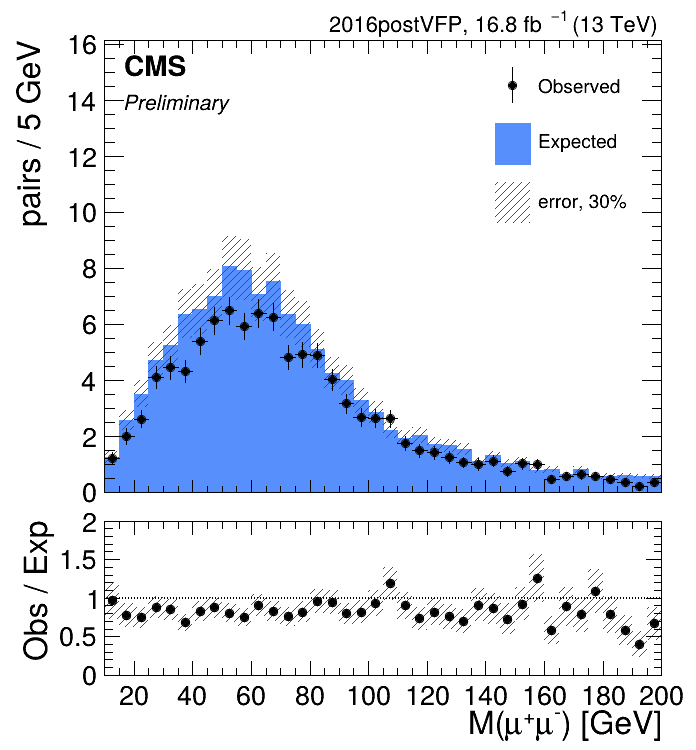 2016postVFP, 16.8 fb ⁻¹ (13 TeV)
pairs / 5 GeV
16
14
12
10
8
6
4
2
0
CMS
Preliminary
Observed
Expected
error, 30%
Obs / Exp
2
1.5
1
0.5
0
20 40 60 80 100 120 140 160 180 200
M(μ⁺μ⁻) [GeV]